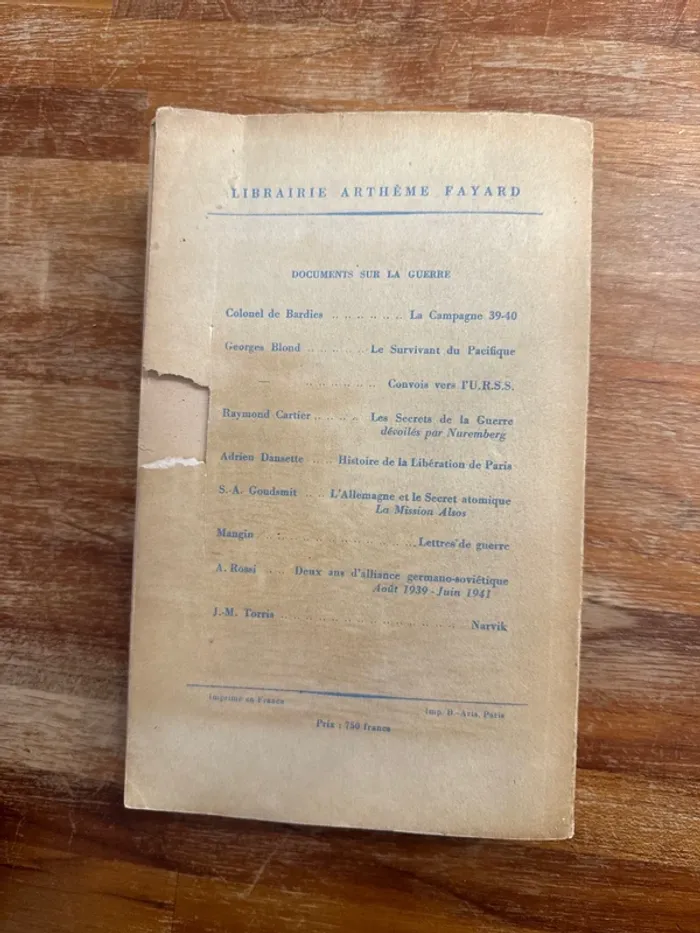 LIBRAIRIE ARTHÈME FAYARD
DOCUMENTS SUR LA GUERRE
Colonel de Bardies .. .. .. .. .. .. La Campagne 39-40
Georges Blond .. .. .. .. .. Le Survivant du Pacifique
— .. .. .. .. .. .. Convois vers l'U.R.S.S.
Raymond Cartier .. .. .. .. Les Secrets de la Guerre
dévoilés par Nuremberg
Adrien Dansette .. .. .. Histoire de la Libération de Paris
S.-A. Goudsmit .. .. L'Allemagne et le Secret atomique
La Mission Alsos
Mangin .. .. .. .. .. .. .. .. .. .. .. .. Lettres de guerre
A. Rossi .. .. Deux ans d'alliance germano-soviétique
Août 1939 - Juin 1941
J.-M. Torris .. .. .. .. .. .. .. .. .. .. .. .. .. .. Narvik
Imprimé en France
Imp. D.-Avis, Paris
Prix : 750 francs